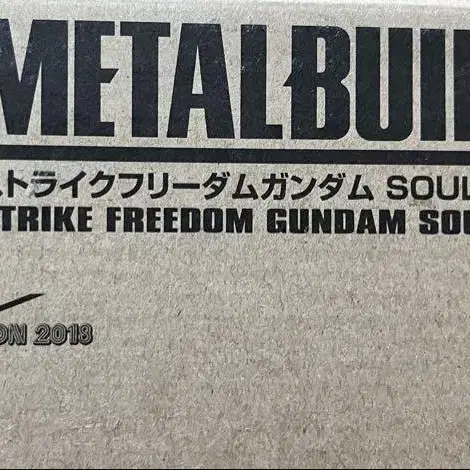 METAL BUI
ストライクフリーダムガンダム SOUL
TRIKE FREEDOM GUNDAM SOU
ON 2018